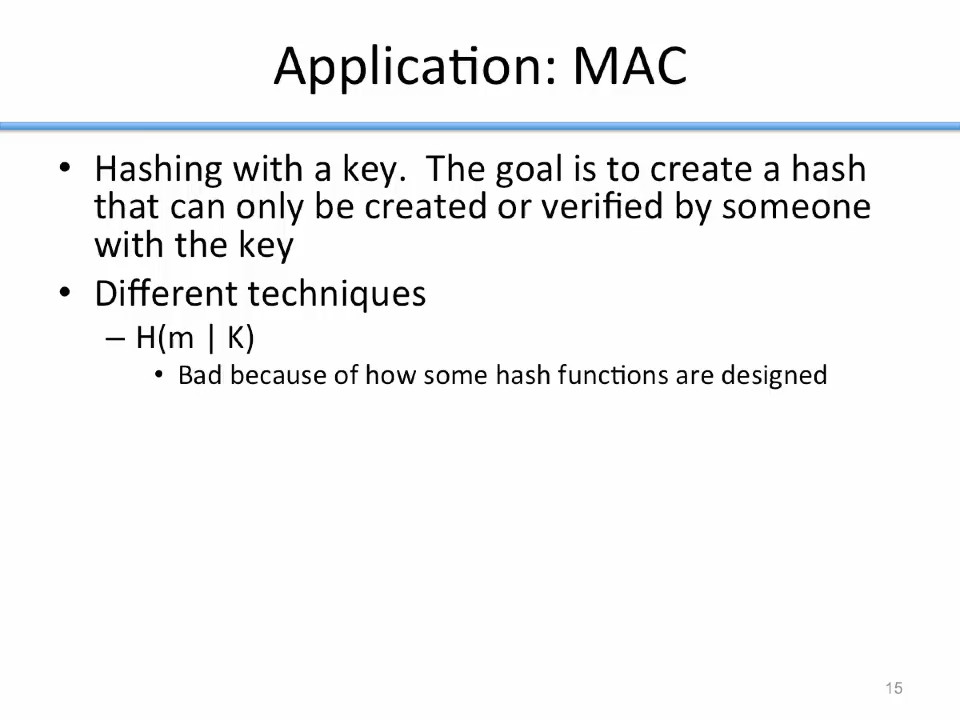 Application: MAC
• Hashing with a key.  The goal is to create a hash
that can only be created or verified by someone
with the key
• Different techniques
– H(m | K)
• Bad because of how some hash functions are designed
15